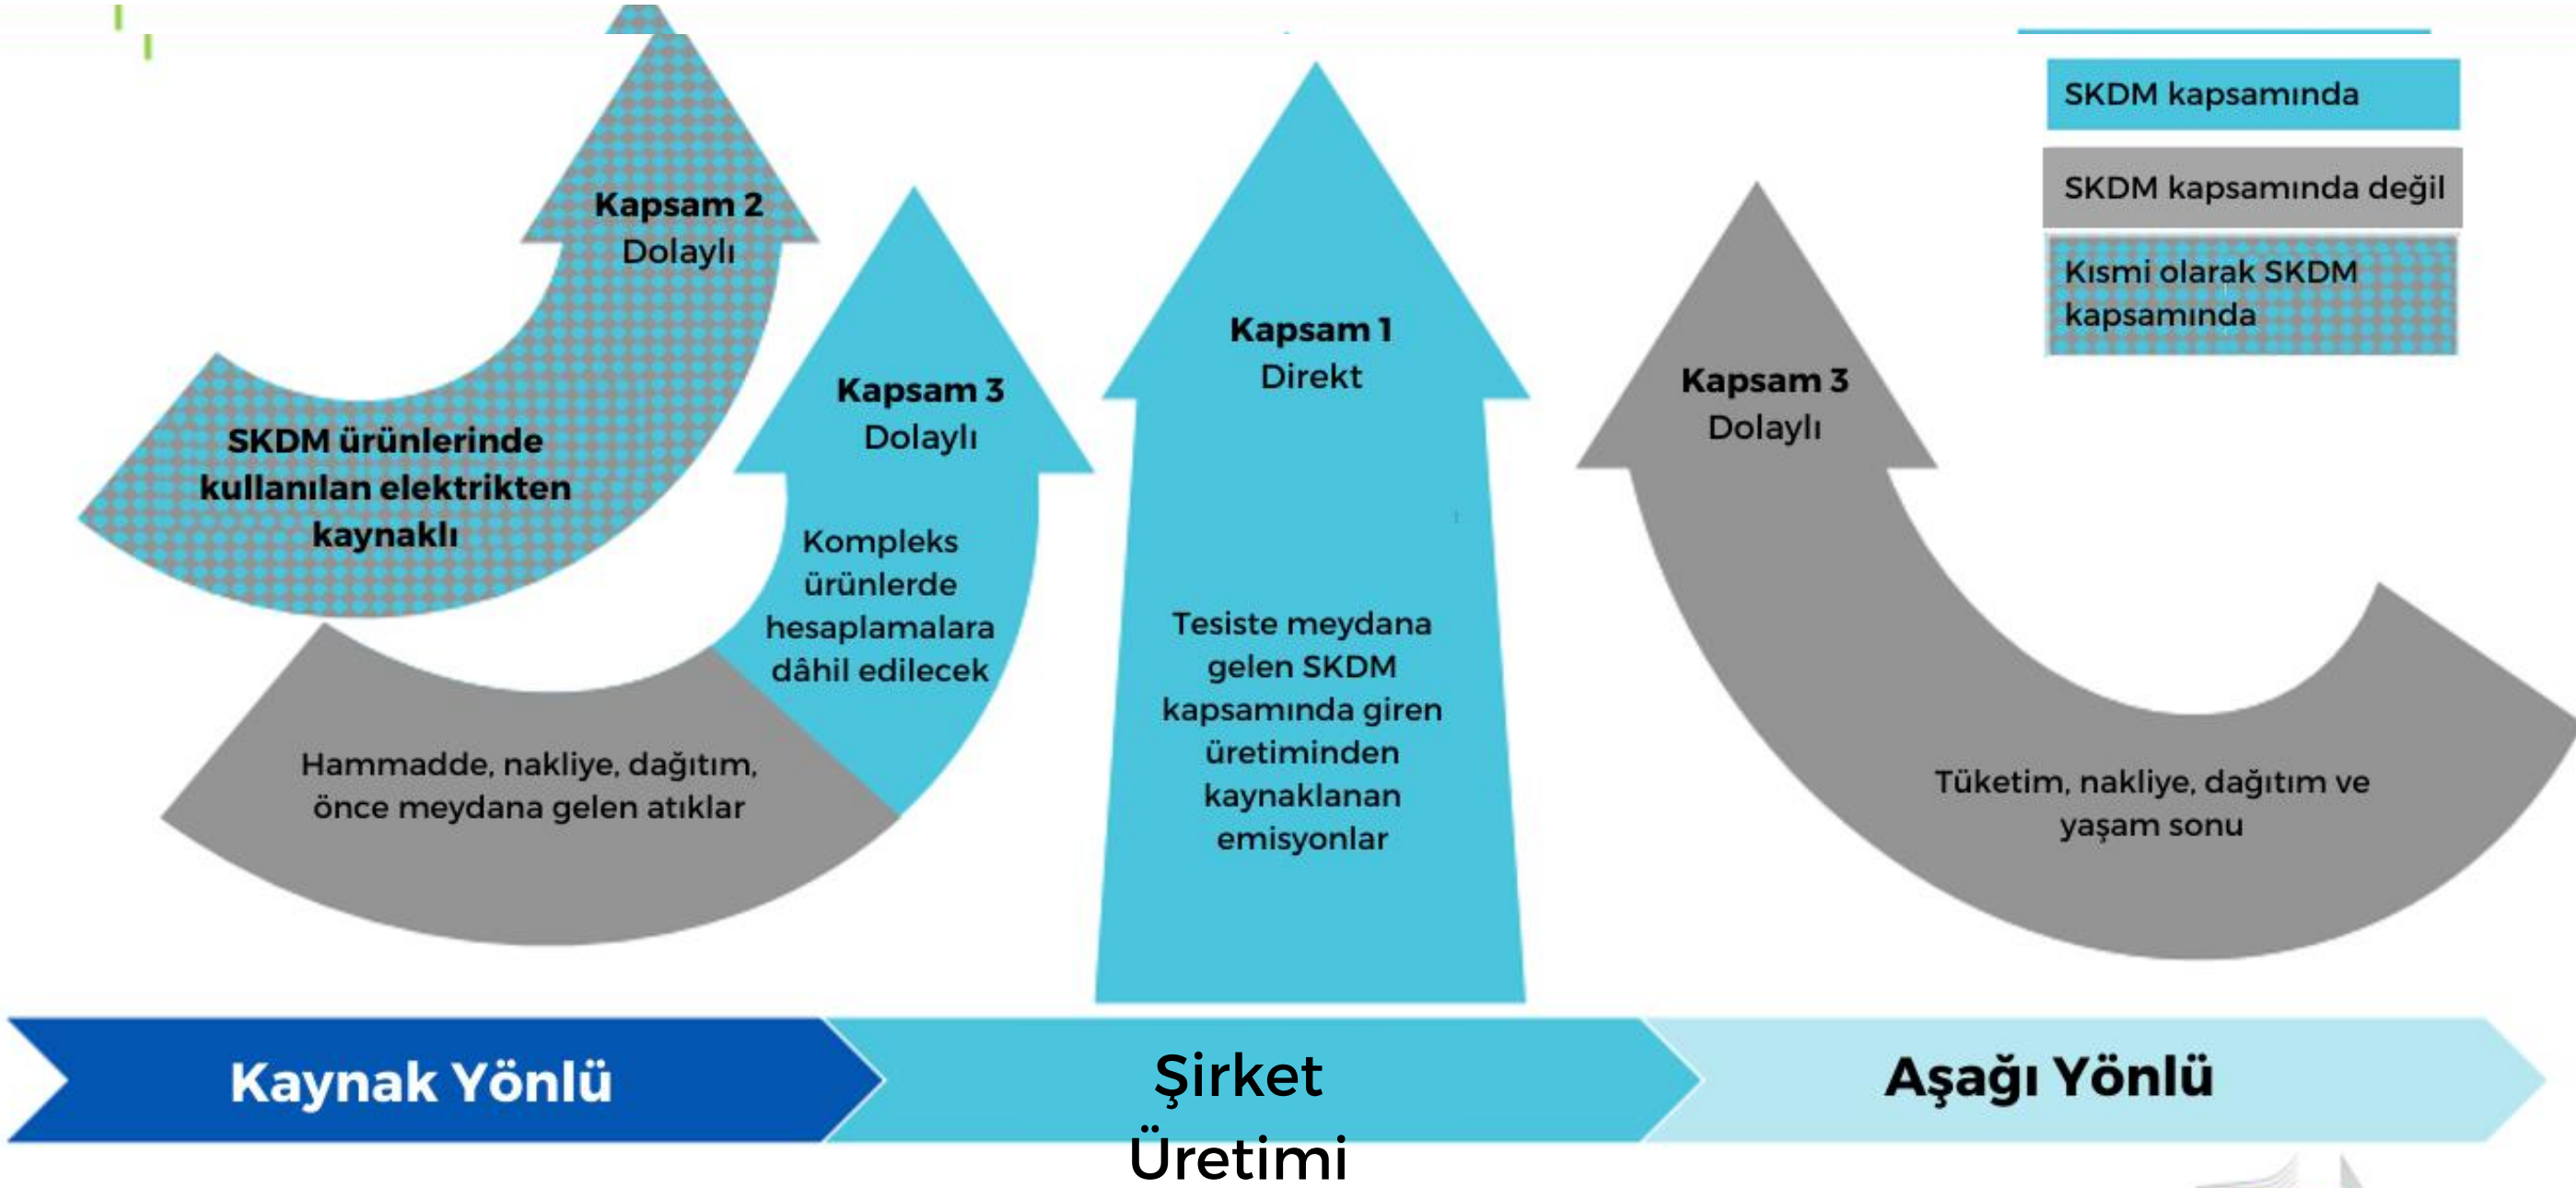 Kapsam 2
Dolaylı
SKDM ürünlerinde
kullanılan elektrikten
kaynaklı
Kapsam 3
Dolaylı
Kompleks
ürünlerde
hesaplamalara
dâhil edilecek
Hammadde, nakliye, dağıtım,
önce meydana gelen atıklar
Kapsam 1
Direkt
Tesiste meydana
gelen SKDM
kapsamında giren
üretiminden
kaynaklanan
emisyonlar
Kapsam 3
Dolaylı
Tüketim, nakliye, dağıtım ve
yaşam sonu
SKDM kapsamında
SKDM kapsamında değil
Kısmi olarak SKDM
kapsamında
Kaynak Yönlü
Şirket
Üretimi
Aşağı Yönlü